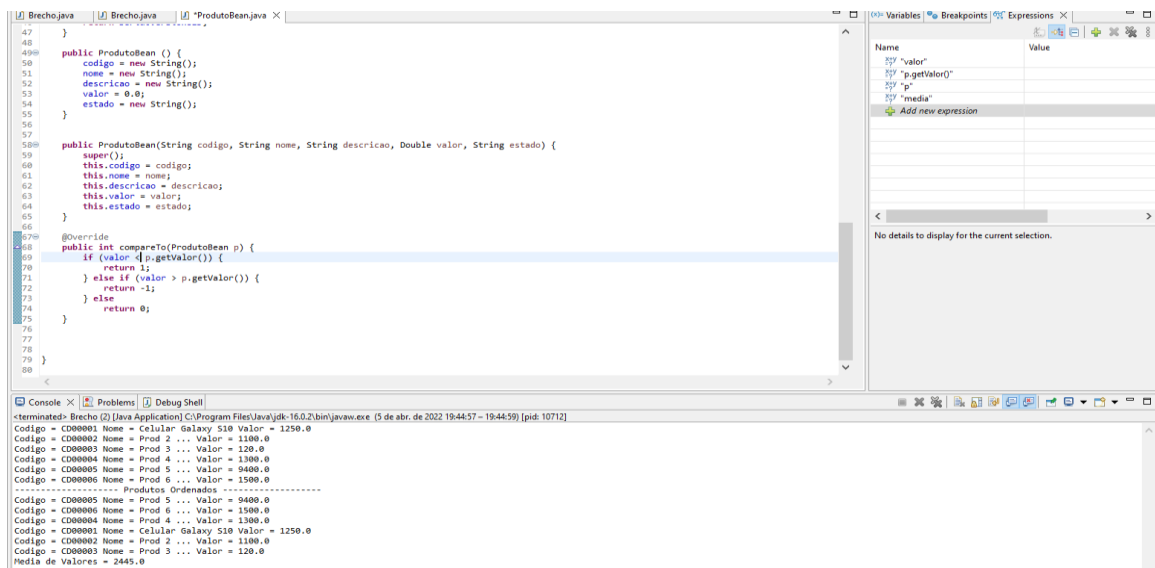 Brecho.java Brecho.java *ProdutoBean.java
47 }
48
49 public ProdutoBean () {
50 codigo = new String();
51 nome = new String();
52 descricao = new String();
53 valor = 0.0;
54 estado = new String();
55 }
56
57
58 public ProdutoBean(String codigo, String nome, String descricao, Double valor, String estado) {
59 super();
60 this.codigo = codigo;
61 this.nome = nome;
62 this.descricao = descricao;
63 this.valor = valor;
64 this.estado = estado;
65 }
66
67 @Override
68 public int compareTo(ProdutoBean p) {
69 if (valor < p.getValor()) {
70 return 1;
71 } else if (valor > p.getValor()) {
72 return -1;
73 } else
74 return 0;
75 }
76
77
78
79 }
80
(x)= Variables Breakpoints Expressions
Name Value
"valor"
"p.getValor()"
"p"
"media"
Add new expression
No details to display for the current selection.
Console Problems Debug Shell
<terminated> Brecho (2) [Java Application] C:\Program Files\Java\jdk-16.0.2\bin\javaw.exe (5 de abr. de 2022 19:44:57 – 19:44:59) [pid: 10712]
Codigo = CD00001 Nome = Celular Galaxy S10 Valor = 1250.0
Codigo = CD00002 Nome = Prod 2 ... Valor = 1100.0
Codigo = CD00003 Nome = Prod 3 ... Valor = 120.0
Codigo = CD00004 Nome = Prod 4 ... Valor = 1300.0
Codigo = CD00005 Nome = Prod 5 ... Valor = 9400.0
Codigo = CD00006 Nome = Prod 6 ... Valor = 1500.0
------------------- Produtos Ordenados ------------------
Codigo = CD00005 Nome = Prod 5 ... Valor = 9400.0
Codigo = CD00006 Nome = Prod 6 ... Valor = 1500.0
Codigo = CD00004 Nome = Prod 4 ... Valor = 1300.0
Codigo = CD00001 Nome = Celular Galaxy S10 Valor = 1250.0
Codigo = CD00002 Nome = Prod 2 ... Valor = 1100.0
Codigo = CD00003 Nome = Prod 3 ... Valor = 120.0
Media de Valores = 2445.0